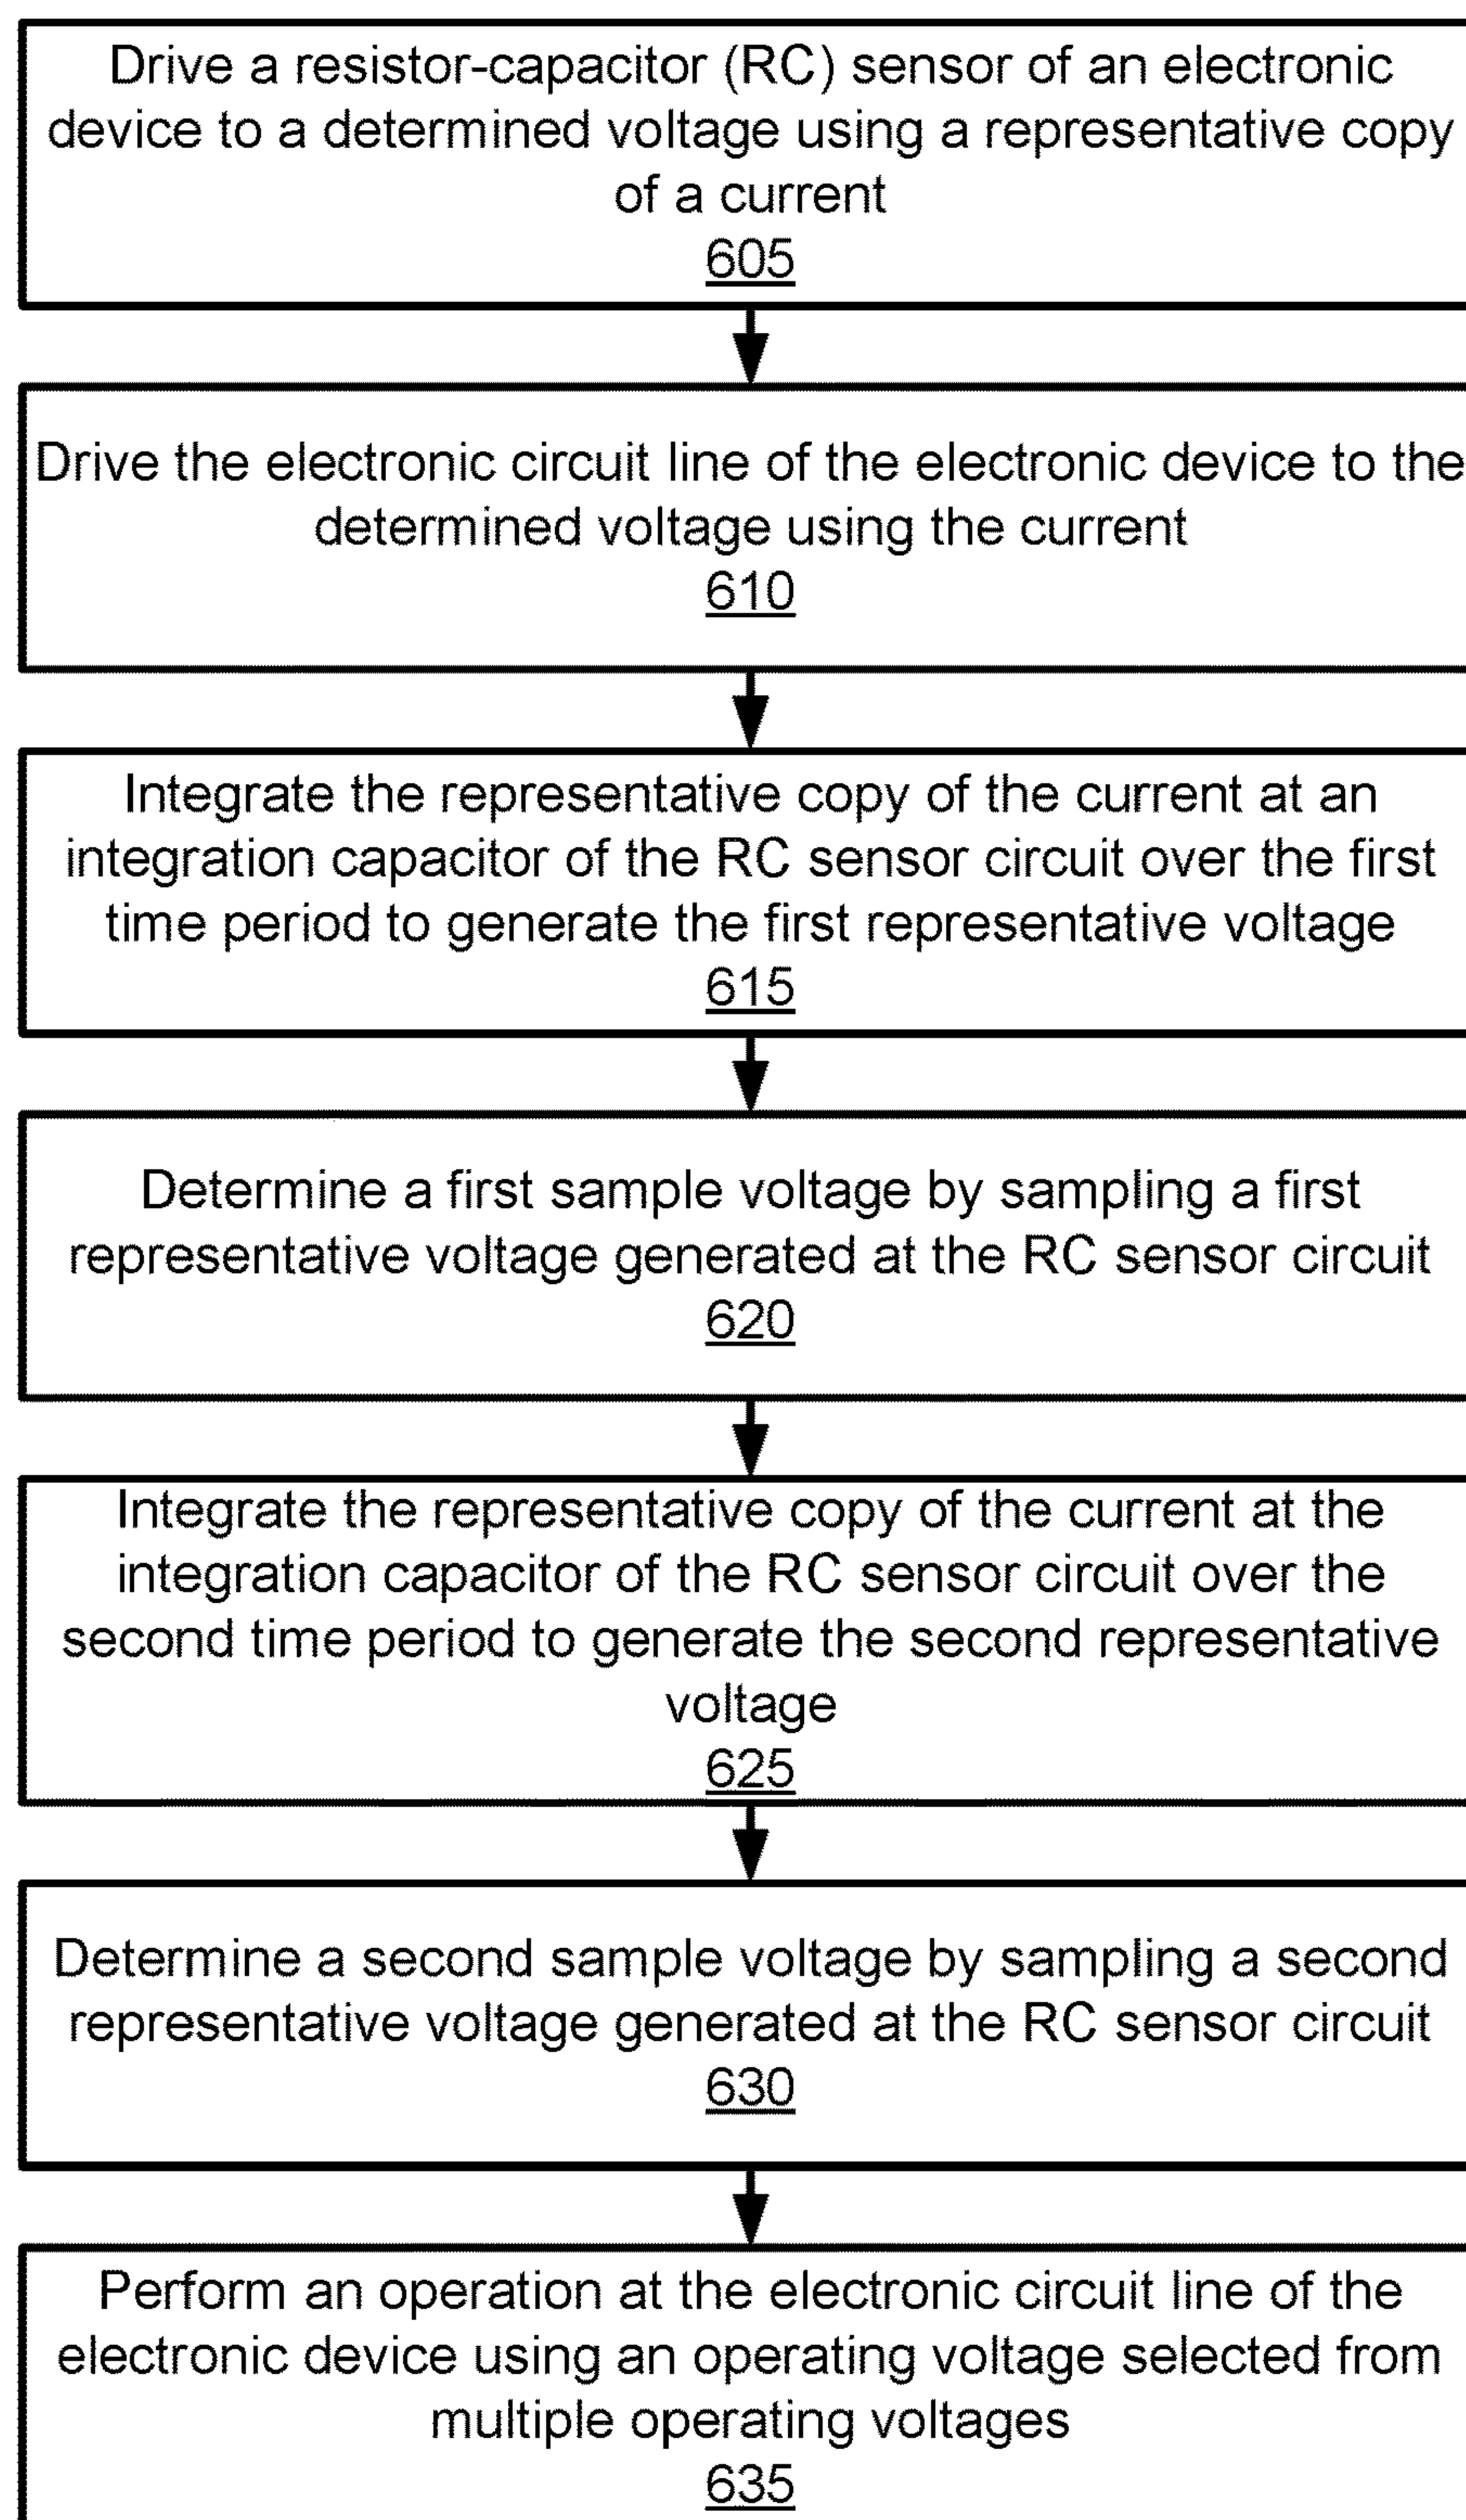 Drive a resistor-capacitor (RC) sensor of an electronic
device to a determined voltage using a representative copy
of a current
605
Drive the electronic circuit line of the electronic device to the
determined voltage using the current
610
Integrate the representative copy of the current at an
integration capacitor of the RC sensor circuit over the first
time period to generate the first representative voltage
615
Determine a first sample voltage by sampling a first
representative voltage generated at the RC sensor circuit
620
Integrate the representative copy of the current at the
integration capacitor of the RC sensor circuit over the
second time period to generate the second representative
voltage
625
Determine a second sample voltage by sampling a second
representative voltage generated at the RC sensor circuit
630
Perform an operation at the electronic circuit line of the
electronic device using an operating voltage selected from
multiple operating voltages
635